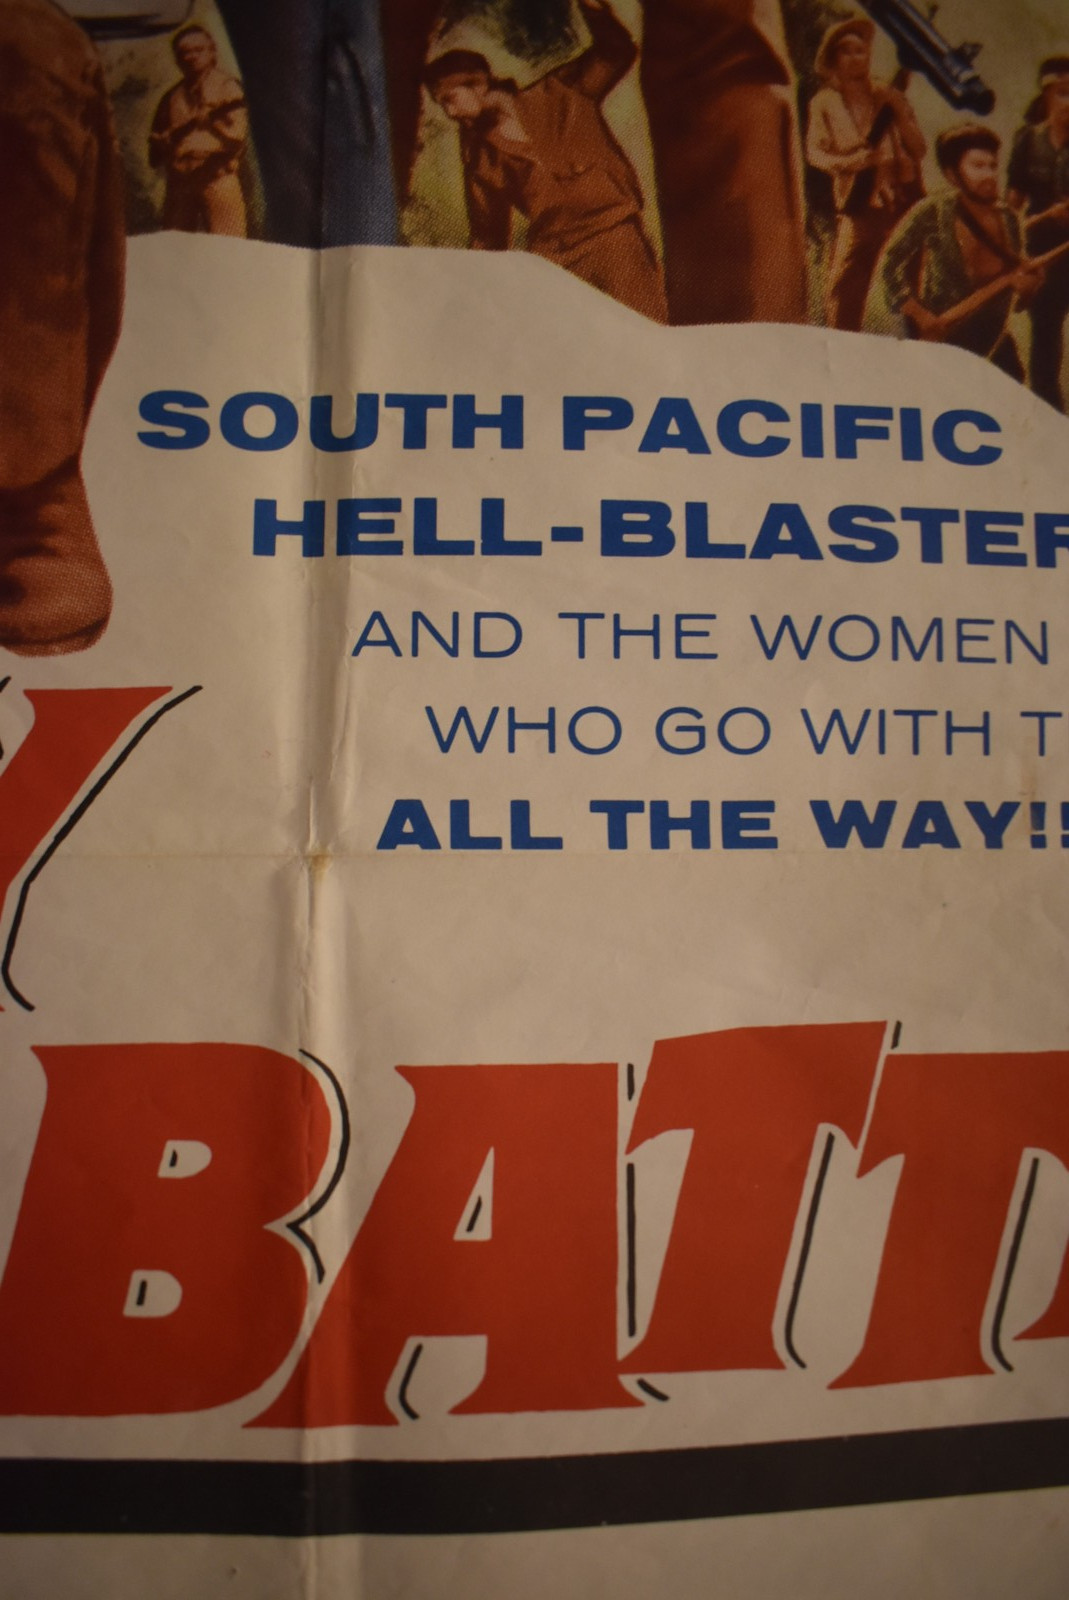 SOUTH PACIFIC
HELL-BLASTER
AND THE WOMEN
WHO GO WITH T
ALL THE WAY!!
Y
BATT